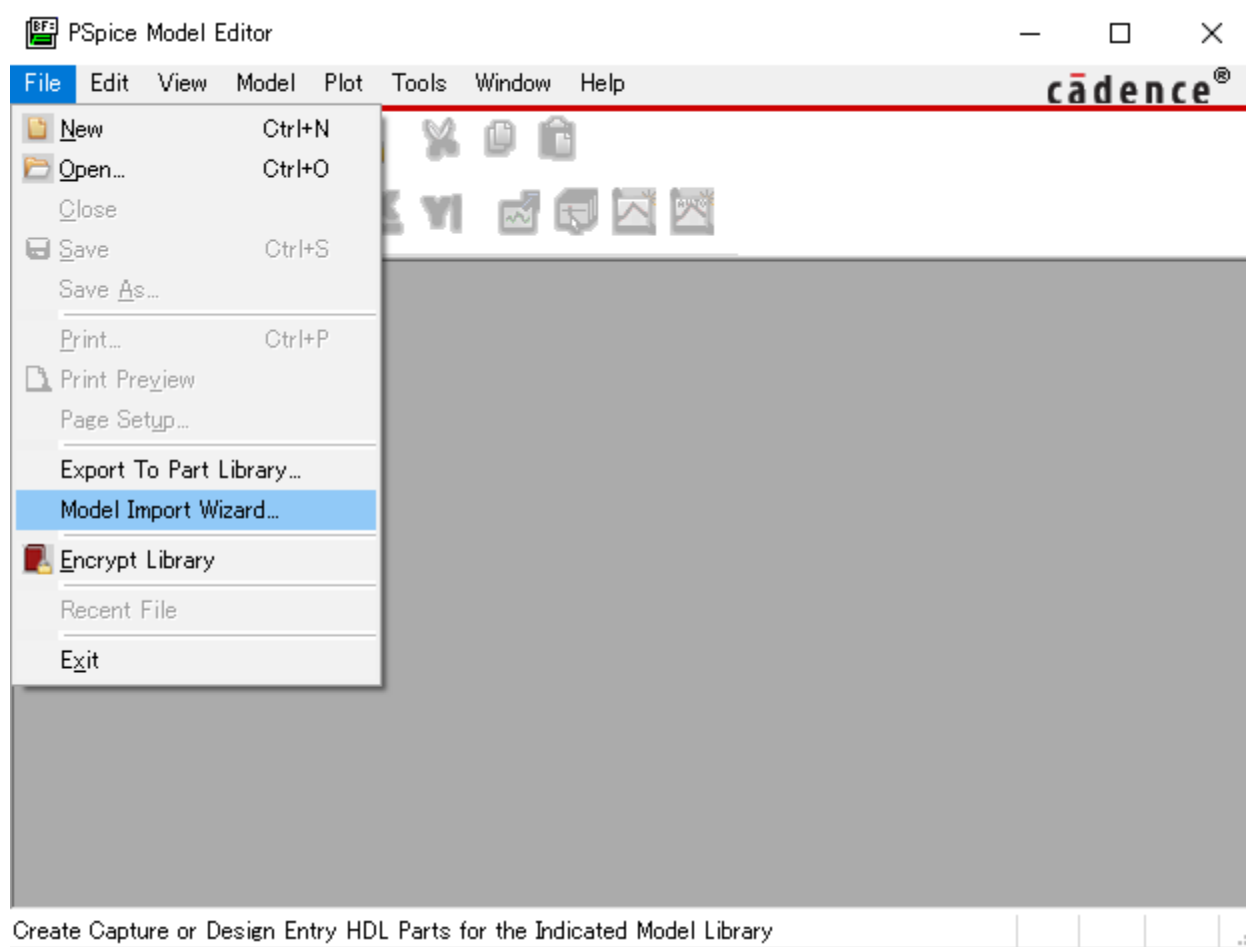 PSpice Model Editor
File Edit View Model Plot Tools Window Help
cādence®
New Ctrl+N
Open... Ctrl+O
Close
Save Ctrl+S
Save As...
Print... Ctrl+P
Print Preview
Page Setup...
Export To Part Library...
Model Import Wizard...
Encrypt Library
Recent File
Exit
Create Capture or Design Entry HDL Parts for the Indicated Model Library